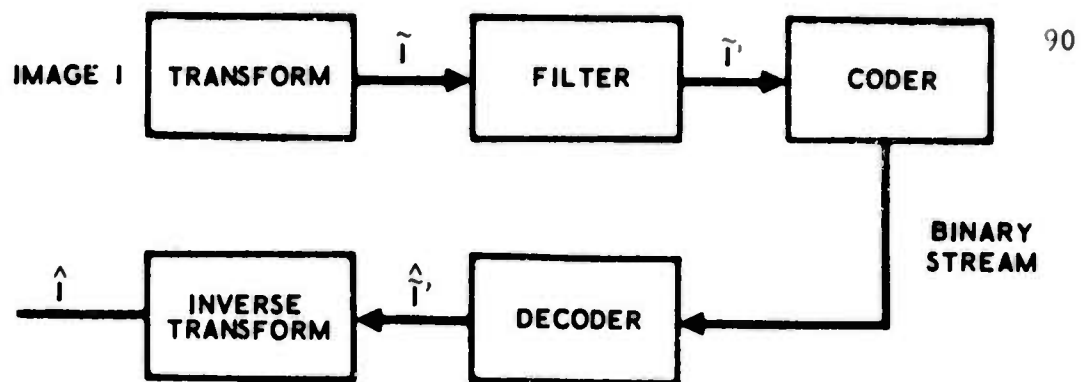 90
IMAGE I
TRANSFORM
Ĩ
FILTER
Ĩ'
CODER
BINARY
STREAM
DECODER
Ĩ̂'
INVERSE
TRANSFORM
Î